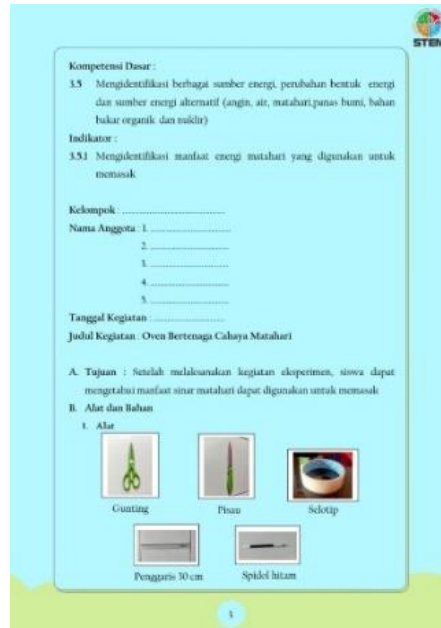 STEM
Kompetensi Dasar :
3.5 Mengidentifikasi berbagai sumber energi, perubahan bentuk energi
dan sumber energi alternatif (angin, air, matahari,panas bumi, bahan
bakar organik dan nuklir)
Indikator :
3.5.1 Mengidentifikasi manfaat energi matahari yang digunakan untuk
memasak
Kelompok : ..................................
Nama Anggota : 1. ..........................
2. ..........................
3. ..........................
4. ..........................
5. ..........................
Tanggal Kegiatan : ........................
Judul Kegiatan : Oven Bertenaga Cahaya Matahari
A. Tujuan : Setelah melaksanakan kegiatan eksperimen, siswa dapat
mengetahui manfaat sinar matahari dapat digunakan untuk memasak
B. Alat dan Bahan
1. Alat
Gunting Pisau Selotip
Penggaris 30 cm Spidol hitam